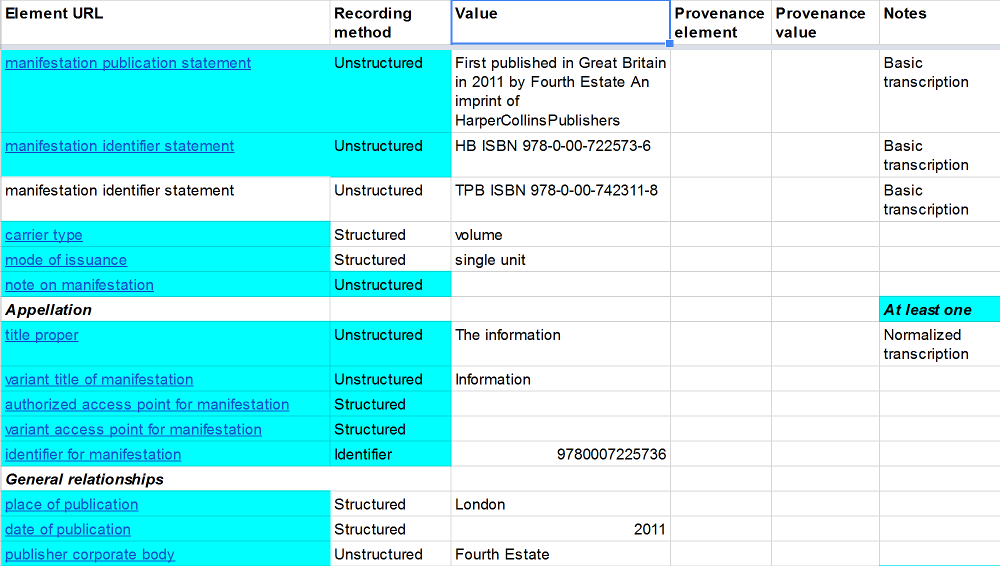 Element URL
Recording method
Value
Provenance element
Provenance value
Notes
manifestation publication statement
Unstructured
First published in Great Britain
in 2011 by Fourth Estate An
imprint of
HarperCollinsPublishers
Basic
transcription
manifestation identifier statement
Unstructured
HB ISBN 978-0-00-722573-6
Basic
transcription
manifestation identifier statement
Unstructured
TPB ISBN 978-0-00-742311-8
Basic
transcription
carrier type
Structured
volume
mode of issuance
Structured
single unit
note on manifestation
Unstructured
Appellation
At least one
title proper
Unstructured
The information
Normalized
transcription
variant title of manifestation
Unstructured
Information
authorized access point for manifestation
Structured
variant access point for manifestation
Structured
identifier for manifestation
Identifier
9780007225736
General relationships
place of publication
Structured
London
date of publication
Structured
2011
publisher corporate body
Unstructured
Fourth Estate